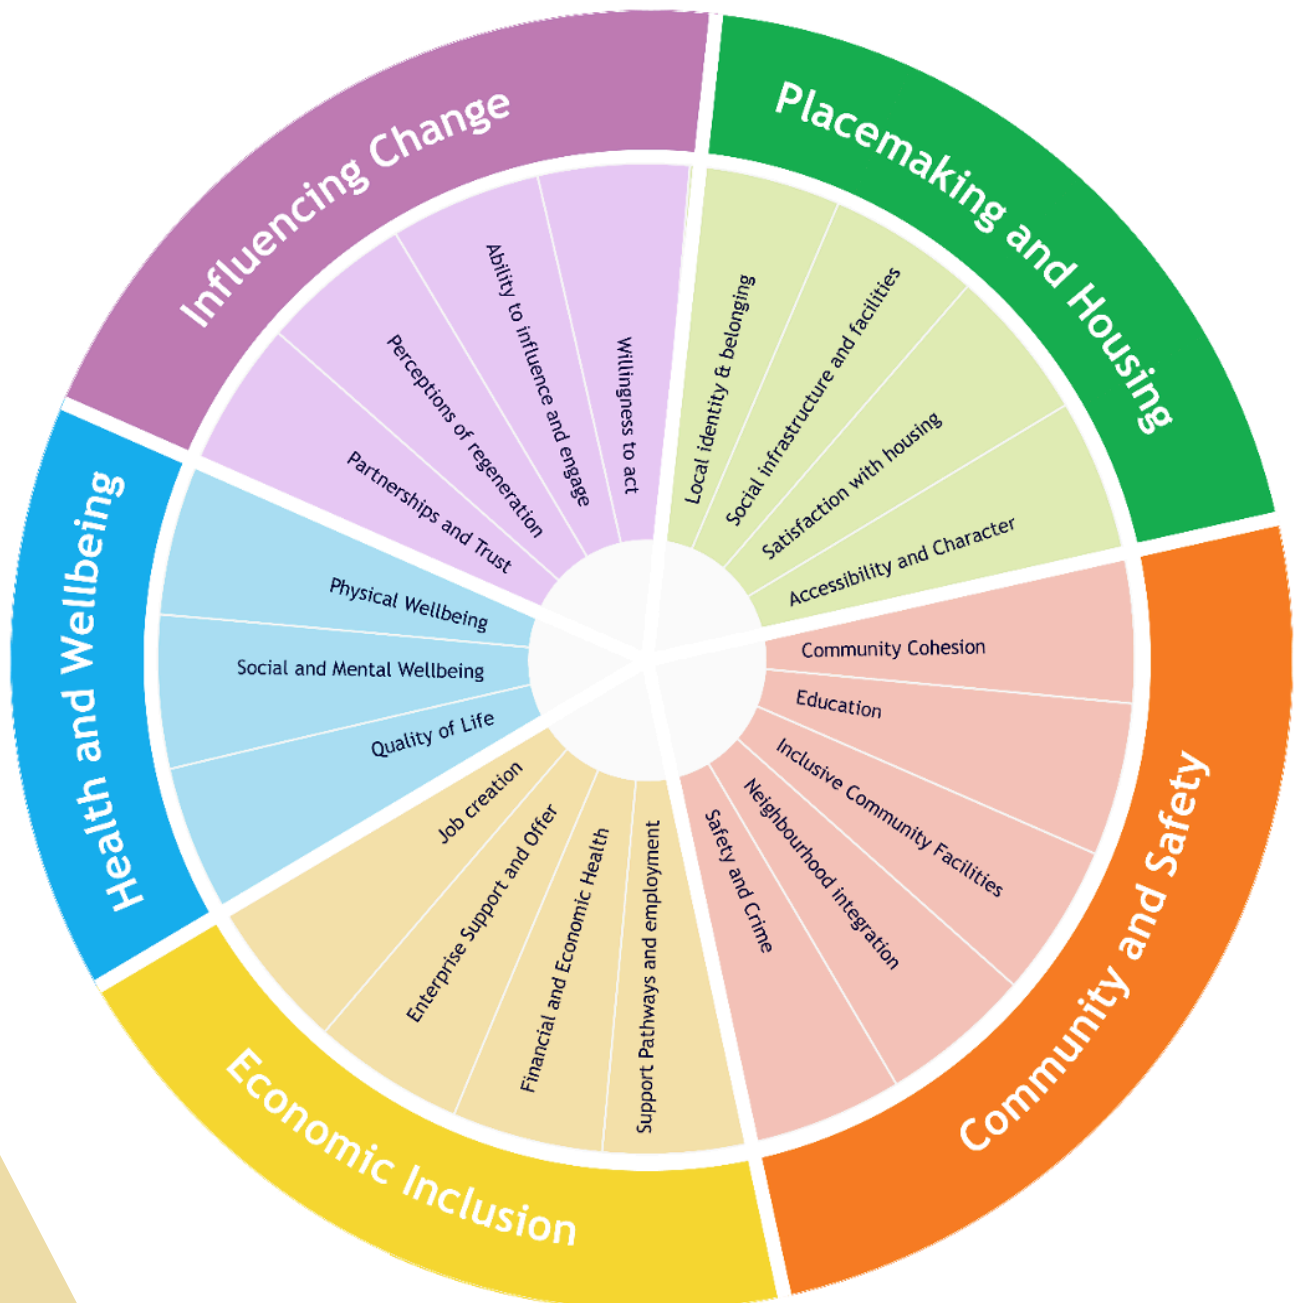 Influencing Change
Partnerships and Trust
Perceptions of regeneration
Ability to influence and engage
Willingness to act
Placemaking and Housing
Local identity & belonging
Social infrastructure and facilities
Satisfaction with housing
Accessibility and Character
Community and Safety
Community Cohesion
Education
Inclusive Community Facilities
Neighbourhood integration
Safety and Crime
Economic Inclusion
Support Pathways and employment
Financial and Economic Health
Enterprise Support and Offer
Job creation
Health and Wellbeing
Quality of Life
Social and Mental Wellbeing
Physical Wellbeing